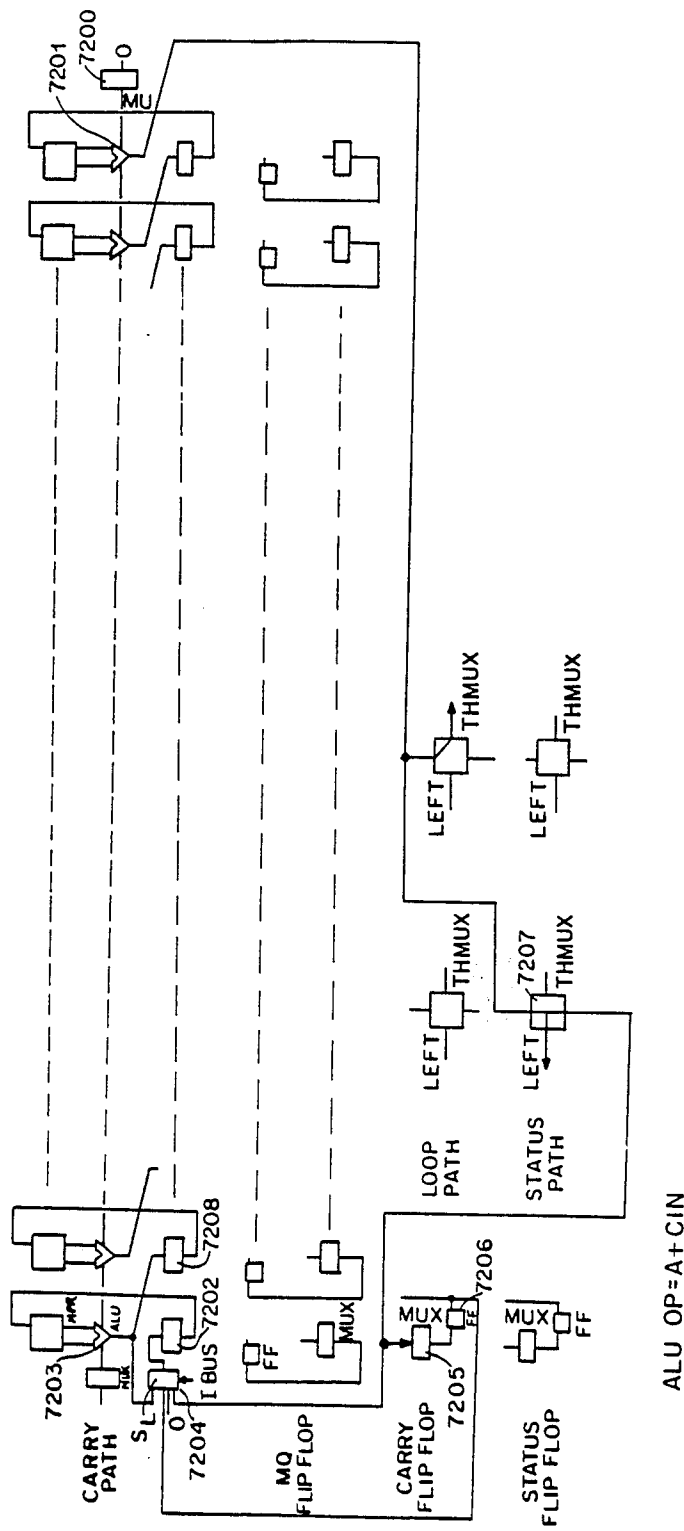 7200
7201
O
MU
7203
MPR
ALU
MUX
CARRY
PATH
S
L
O
7204
I BUS
7202
7208
MQ
FLIP FLOP
FF
MUX
CARRY
FLIP FLOP
MUX
FF
7205
7206
STATUS
FLIP FLOP
MUX
FF
LOOP
PATH
LEFT
THMUX
LEFT
THMUX
STATUS
PATH
LEFT
THMUX
7207
LEFT
THMUX
ALU OP=A+CIN